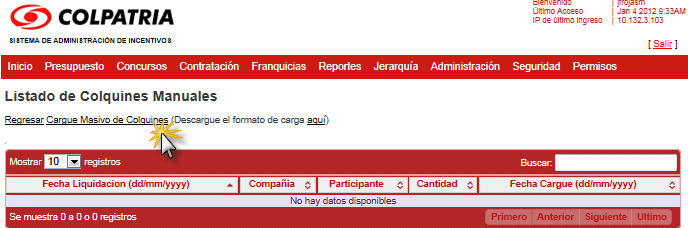 COLPATRIA
SISTEMA DE ADMINISTRACIÓN DE INCENTIVOS
Bienvenido jfrojasm
Último Acceso Jan 4 2012 9:33AM
IP de último Ingreso 10.132.3.103
[ Salir ]
Inicio Presupuesto Concursos Contratación Franquicias Reportes Jerarquía Administración Seguridad Permisos
Listado de Colquines Manuales
Regresar Cargue Masivo de Colquines (Descargue el formato de carga aquí)
Mostrar 10 registros Buscar:
Fecha Liquidacion (dd/mm/yyyy) Compañia Participante Cantidad Fecha Cargue (dd/mm/yyyy)
No hay datos disponibles
Se muestra 0 a 0 o 0 registros Primero Anterior Siguiente Ultimo